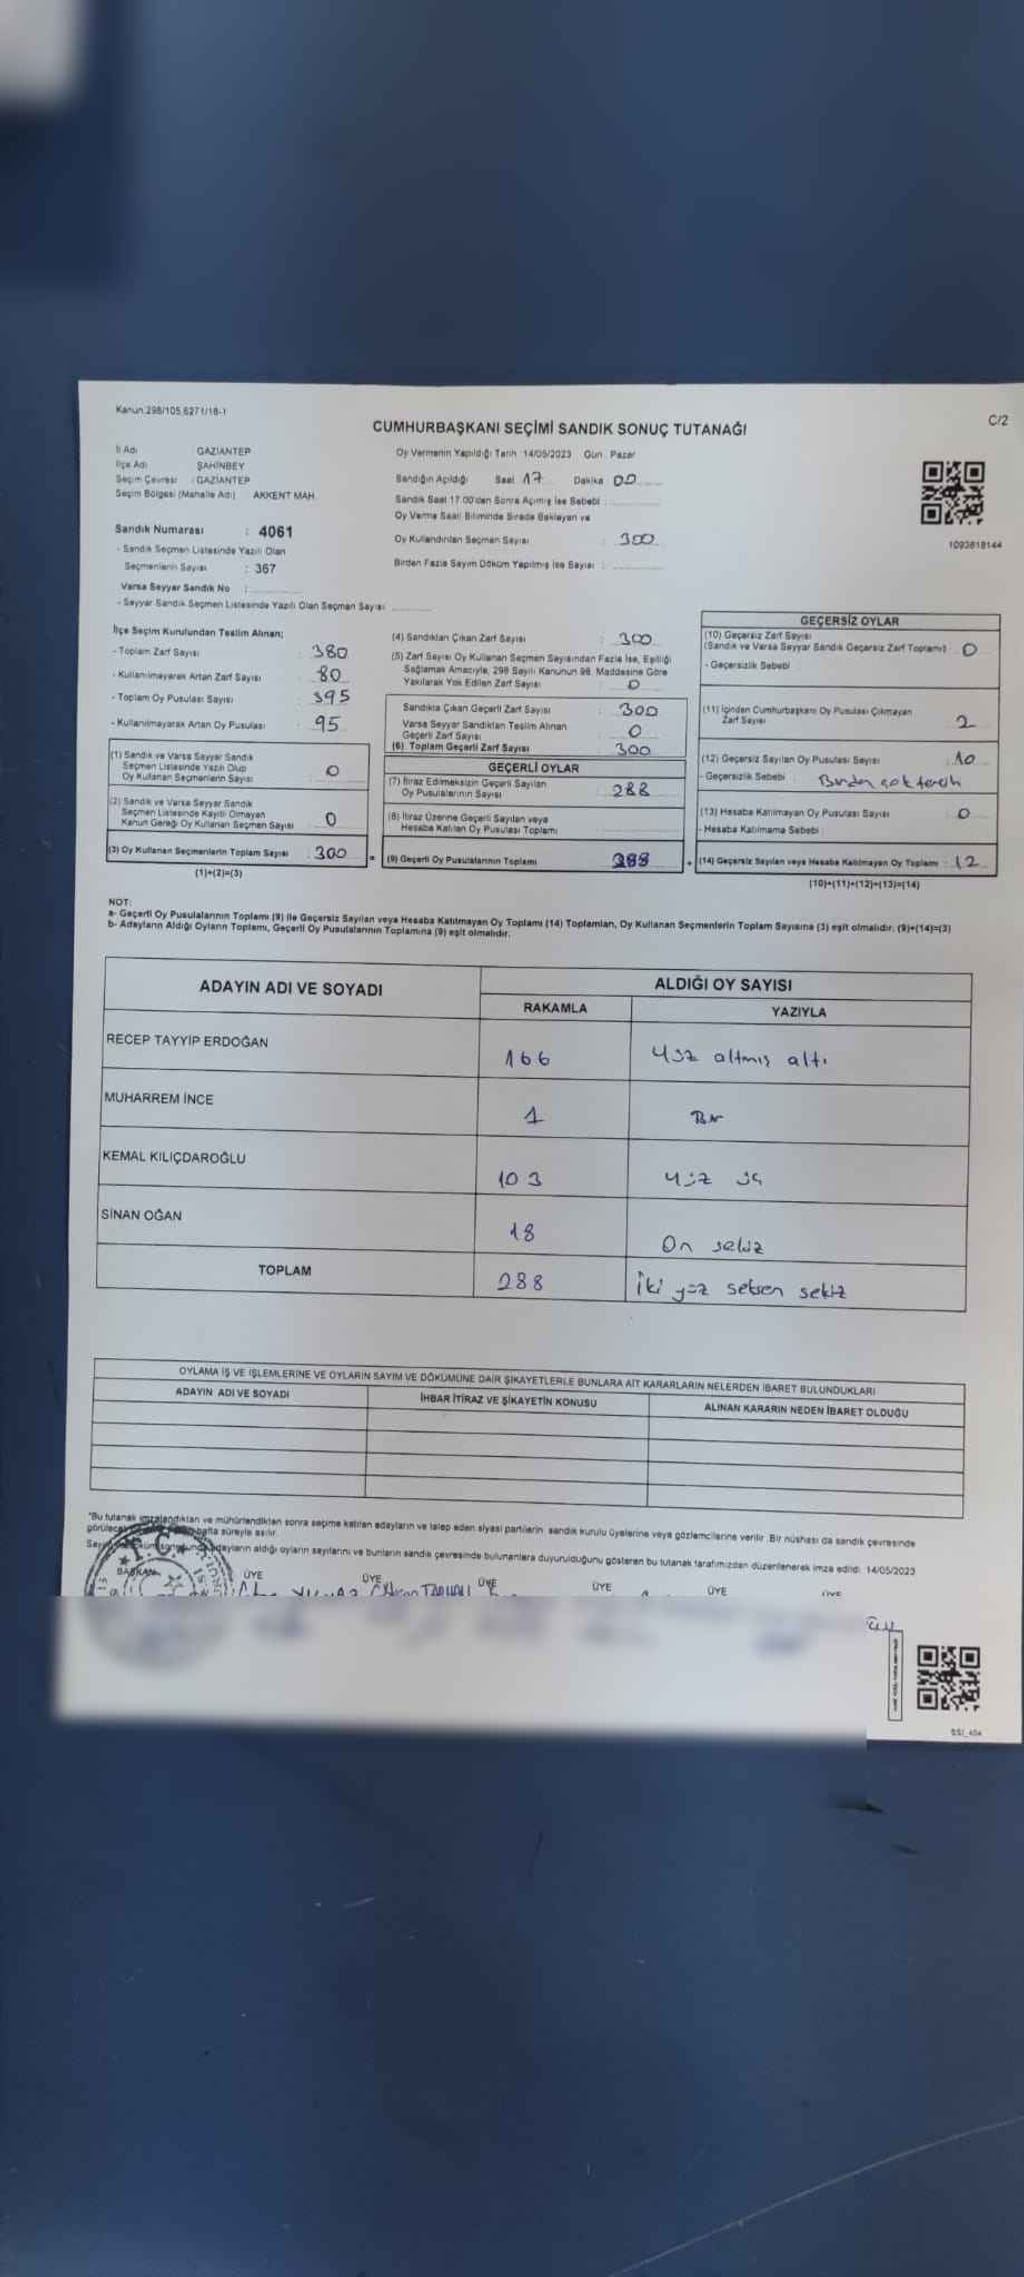 Kanun:298/105,6271/18-1
C/2
CUMHURBAŞKANI SEÇİMİ SANDIK SONUÇ TUTANAĞI
İl Adı GAZİANTEP
İlçe Adı ŞAHİNBEY
Seçim Çevresi : GAZİANTEP
Seçim Bölgesi (Mahalle Adı) AKKENT MAH.
Sandık Numarası : 4061
- Sandık Seçmen Listesinde Yazılı Olan
Seçmenlerin Sayısı : 367
Varsa Seyyar Sandık No :
- Seyyar Sandık Seçmen Listesinde Yazılı Olan Seçmen Sayısı
Oy Vermenin Yapıldığı Tarih :14/05/2023 Gün : Pazar
Sandığın Açıldığı Saat 17 Dakika 00
Sandık Saat 17.00'den Sonra Açılmış İse Sebebi :
Oy Verme Saati Bitiminde Sırada Bekleyen ve
Oy Kullandırılan Seçmen Sayısı : 300
Birden Fazla Sayım Döküm Yapılmış İse Sayısı :
1093618144
İlçe Seçim Kurulundan Teslim Alınan;
- Toplam Zarf Sayısı : 380
- Kullanılmayarak Artan Zarf Sayısı : 80
- Toplam Oy Pusulası Sayısı : 395
- Kullanılmayarak Artan Oy Pusulası : 95
(1) Sandık ve Varsa Seyyar Sandık
Seçmen Listesinde Yazılı Olup
Oy Kullanan Seçmenlerin Sayısı : 0
(2) Sandık ve Varsa Seyyar Sandık
Seçmen Listesinde Kayıtlı Olmayan
Kanun Gereği Oy Kullanan Seçmen Sayısı : 0
(3) Oy Kullanan Seçmenlerin Toplam Sayısı : 300
(1)+(2)=(3)
(4) Sandıktan Çıkan Zarf Sayısı : 300
(5) Zarf Sayısı Oy Kullanan Seçmen Sayısından Fazla İse, Eşitliği
Sağlamak Amacıyla, 298 Sayılı Kanunun 98. Maddesine Göre
Yakılarak Yok Edilen Zarf Sayısı : 0
Sandıkta Çıkan Geçerli Zarf Sayısı : 300
Varsa Seyyar Sandıktan Teslim Alınan
Geçerli Zarf Sayısı : 0
(6) Toplam Geçerli Zarf Sayısı : 300
GEÇERLİ OYLAR
(7) İtiraz Edilmeksizin Geçerli Sayılan
Oy Pusulalarının Sayısı : 288
(8) İtiraz Üzerine Geçerli Sayılan veya
Hesaba Katılan Oy Pusulası Toplamı :
= (9) Geçerli Oy Pusulalarının Toplamı : 288
GEÇERSİZ OYLAR
(10) Geçersiz Zarf Sayısı
(Sandık ve Varsa Seyyar Sandık Geçersiz Zarf Toplamı) : 0
- Geçersizlik Sebebi
(11) İçinden Cumhurbaşkanı Oy Pusulası Çıkmayan
Zarf Sayısı 2
(12) Geçersiz Sayılan Oy Pusulası Sayısı : 10
- Geçersizlik Sebebi : Birden çok tercih
(13) Hesaba Katılmayan Oy Pusulası Sayısı : 0
- Hesaba Katılmama Sebebi
+ (14) Geçersiz Sayılan veya Hesaba Katılmayan Oy Toplamı : 12
(10)+(11)+(12)+(13)=(14)
NOT:
a- Geçerli Oy Pusulalarının Toplamı (9) ile Geçersiz Sayılan veya Hesaba Katılmayan Oy Toplamı (14) Toplamları, Oy Kullanan Seçmenlerin Toplam Sayısına (3) eşit olmalıdır. (9)+(14)=(3)
b- Adayların Aldığı Oyların Toplamı, Geçerli Oy Pusulalarının Toplamına (9) eşit olmalıdır.
ADAYIN ADI VE SOYADI
ALDIĞI OY SAYISI
RAKAMLA YAZIYLA
RECEP TAYYİP ERDOĞAN 166 Yüz altmış altı
MUHARREM İNCE 1 Bir
KEMAL KILIÇDAROĞLU 103 Yüz üç
SİNAN OĞAN 18 On sekiz
TOPLAM 288 İki yüz seksen sekiz
OYLAMA İŞ VE İŞLEMLERİNE VE OYLARIN SAYIM VE DÖKÜMÜNE DAİR ŞİKAYETLERLE BUNLARA AİT KARARLARIN NELERDEN İBARET BULUNDUKLARI
ADAYIN ADI VE SOYADI İHBAR İTİRAZ VE ŞİKAYETİN KONUSU ALINAN KARARIN NEDEN İBARET OLDUĞU
"Bu tutanak imzalandıktan ve mühürlendikten sonra seçime katılan adayların ve talep eden siyasi partilerin sandık kurulu üyelerine veya gözlemcilerine verilir. Bir nüshası da sandık çevresinde
hafta süreyle asılır.
adayların aldığı oyların sayılarını ve bunların sandık çevresinde bulunanlara duyurulduğunu gösteren bu tutanak tarafımızdan düzenlenerek imza edildi. 14/05/2023
T.C.
BAŞKAN ÜYE ÜYE ÜYE ÜYE ÜYE ÜYE